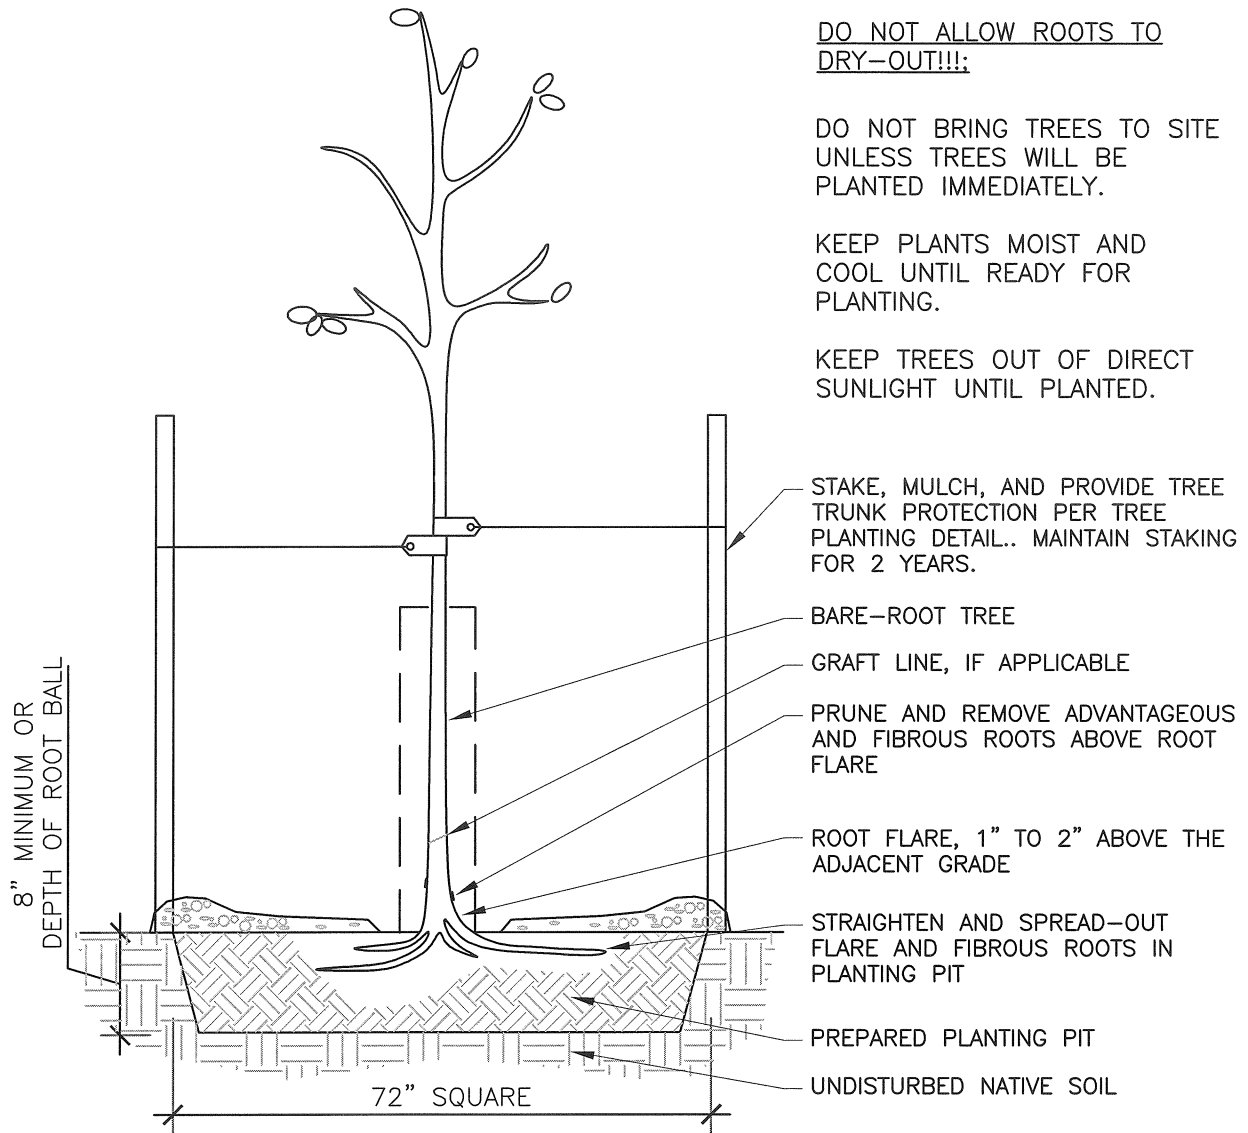 DO NOT ALLOW ROOTS TO
DRY-OUT!!!;
DO NOT BRING TREES TO SITE
UNLESS TREES WILL BE
PLANTED IMMEDIATELY.
KEEP PLANTS MOIST AND
COOL UNTIL READY FOR
PLANTING.
KEEP TREES OUT OF DIRECT
SUNLIGHT UNTIL PLANTED.
STAKE, MULCH, AND PROVIDE TREE
TRUNK PROTECTION PER TREE
PLANTING DETAIL.. MAINTAIN STAKING
FOR 2 YEARS.
BARE-ROOT TREE
GRAFT LINE, IF APPLICABLE
PRUNE AND REMOVE ADVANTAGEOUS
AND FIBROUS ROOTS ABOVE ROOT
FLARE
ROOT FLARE, 1" TO 2" ABOVE THE
ADJACENT GRADE
STRAIGHTEN AND SPREAD-OUT
FLARE AND FIBROUS ROOTS IN
PLANTING PIT
PREPARED PLANTING PIT
UNDISTURBED NATIVE SOIL
8" MINIMUM OR
DEPTH OF ROOT BALL
72" SQUARE